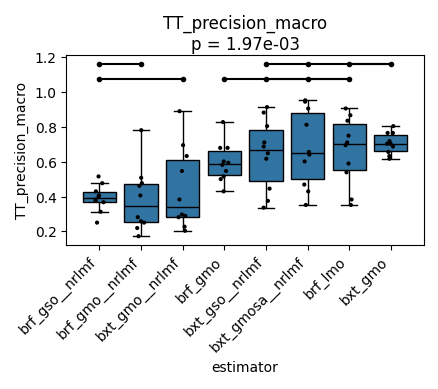 TT_precision_macro
p = 1.97e-03
TT_precision_macro
1.2
1.0
0.8
0.6
0.4
0.2
brf_gso__nrlmf
brf_gmo__nrlmf
bxt_gmo__nrlmf
brf_gmo
bxt_gso__nrlmf
bxt_gmosa__nrlmf
brf_lmo
bxt_gmo
estimator